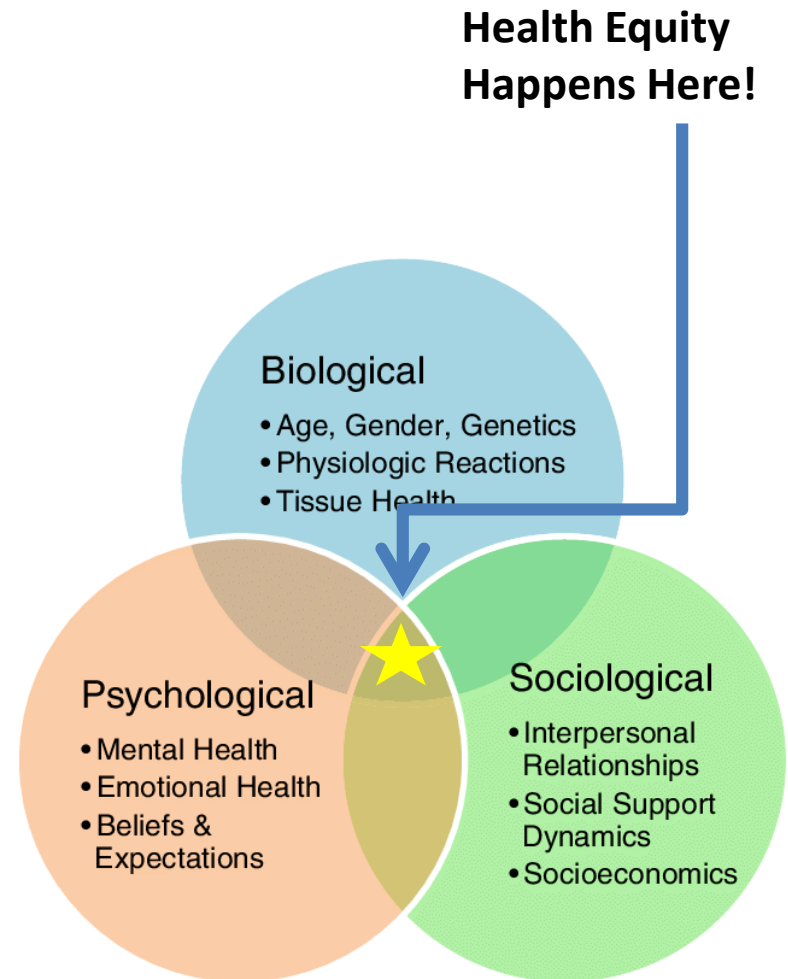 Health Equity
Happens Here!
Biological
• Age, Gender, Genetics
• Physiologic Reactions
• Tissue Health
Psychological
• Mental Health
• Emotional Health
• Beliefs &
Expectations
Sociological
• Interpersonal
Relationships
• Social Support
Dynamics
• Socioeconomics